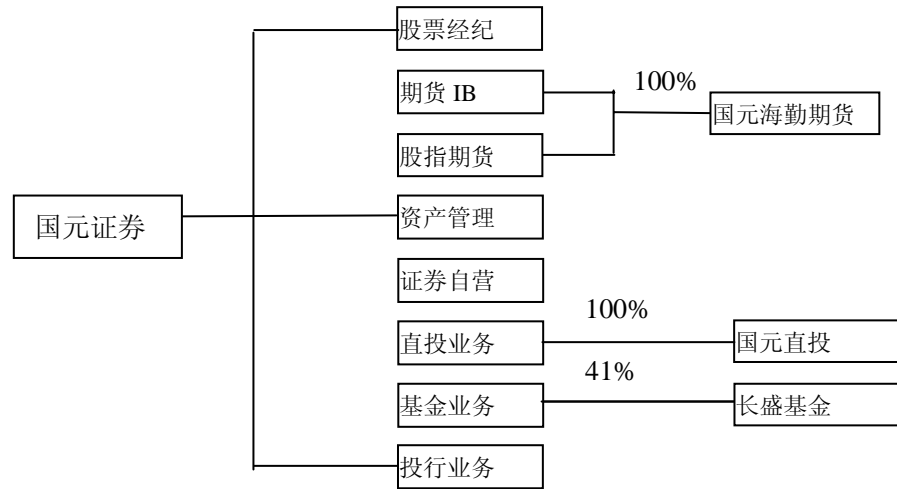 股票经纪
期货 IB
100%
国元海勤期货
股指期货
国元证券
资产管理
证券自营
100%
直投业务
国元直投
41%
基金业务
长盛基金
投行业务